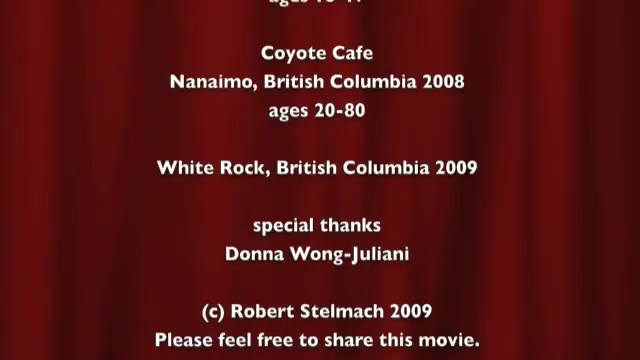 Coyote Cafe
Nanaimo, British Columbia 2008
ages 20-80
White Rock, British Columbia 2009
special thanks
Donna Wong-Juliani
(c) Robert Stelmach 2009
Please feel free to share this movie.